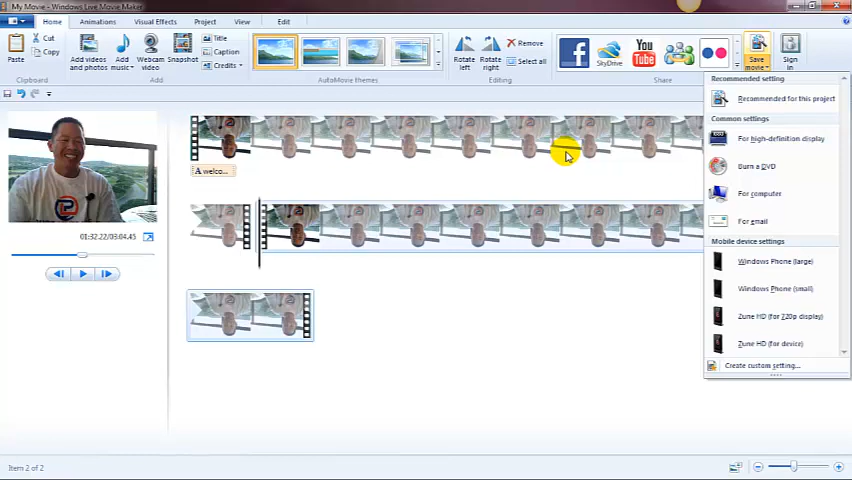 My Movie - Windows Live Movie Maker
Home
Animations
Visual Effects
Project
View
Edit
Paste
Cut
Copy
Clipboard
Add videos
and photos
Add
music
Webcam
video
Snapshot
Title
Caption
Credits
Add
AutoMovie themes
Rotate
left
Rotate
right
Remove
Select all
Editing
f
SkyDrive
You
Tube
Share
Save
movie
Sign
in
Recommended setting
Recommended for this project
Common settings
For high-definition display
Burn a DVD
For computer
For email
Mobile device settings
Windows Phone (large)
Windows Phone (small)
Zune HD (for 720p display)
Zune HD (for device)
Create custom setting...
A welco...
01:32.22/03:04.45
Item 2 of 2